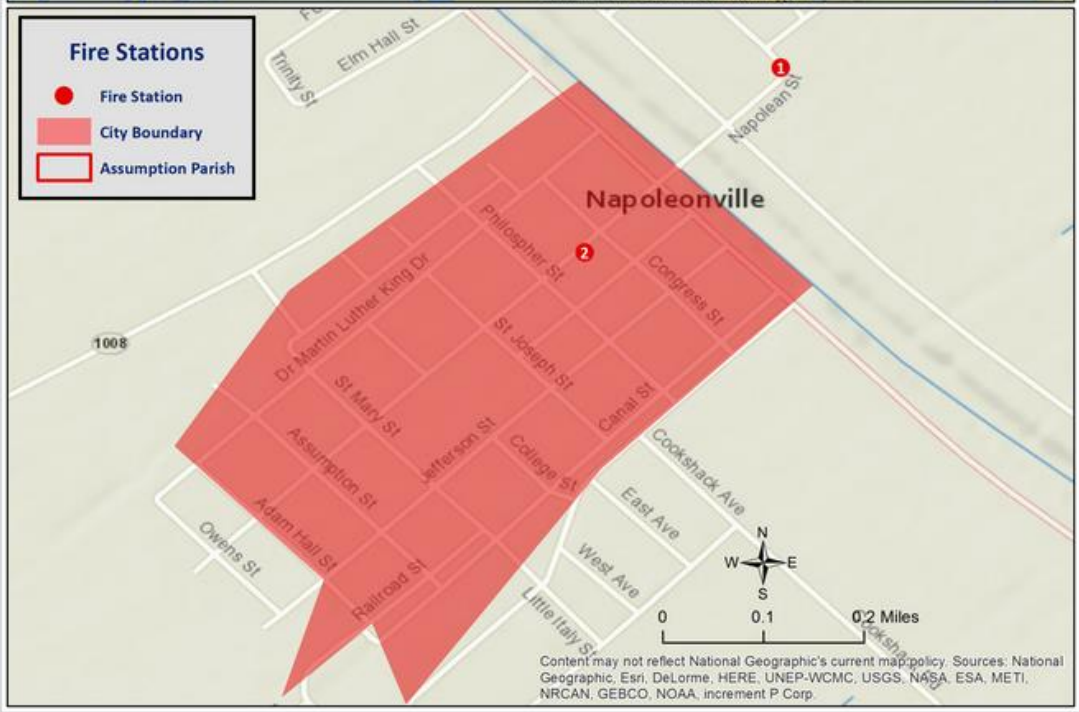 Fire Stations
Fire Station
City Boundary
Assumption Parish
Elm Hall St
Trinity St
1
Napolean St
Napoleonville
2
Philospher St
Congress St
Dr Martin Luther King Dr
1008
St Joseph St
St Mary St
Canal St
Jefferson St
College St
Cookshack Ave
Assumption St
East Ave
Adam Hall St
Owens St
West Ave
Railroad St
Little Italy St
N
W
E
S
0
0.1
0.2 Miles
Content may not reflect National Geographic's current map policy. Sources: National
Geographic, Esri, DeLorme, HERE, UNEP-WCMC, USGS, NASA, ESA, METI,
NRCAN, GEBCO, NOAA, increment P Corp.